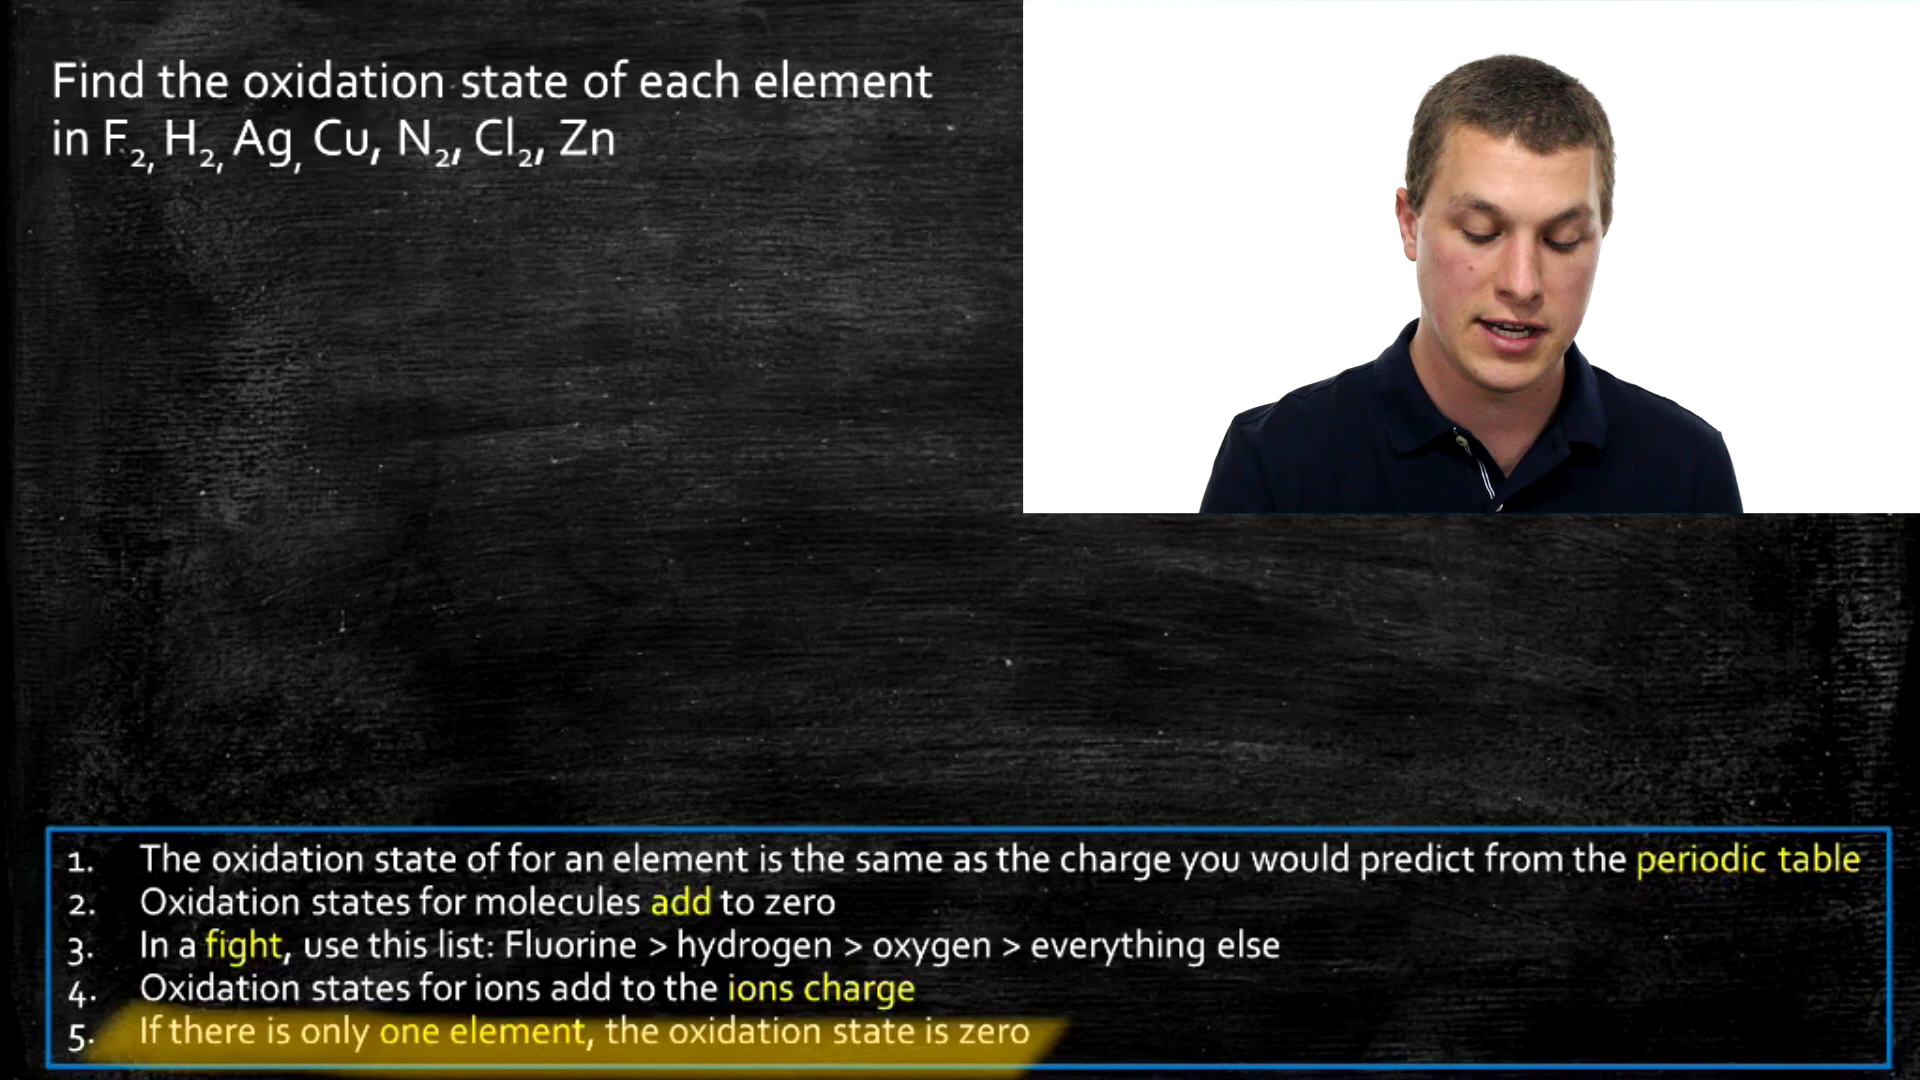 Find the oxidation state of each element
in F₂, H₂, Ag, Cu, N₂, Cl₂, Zn
1. The oxidation state of for an element is the same as the charge you would predict from the periodic table
2. Oxidation states for molecules add to zero
3. In a fight, use this list: Fluorine > hydrogen > oxygen > everything else
4. Oxidation states for ions add to the ions charge
5. If there is only one element, the oxidation state is zero